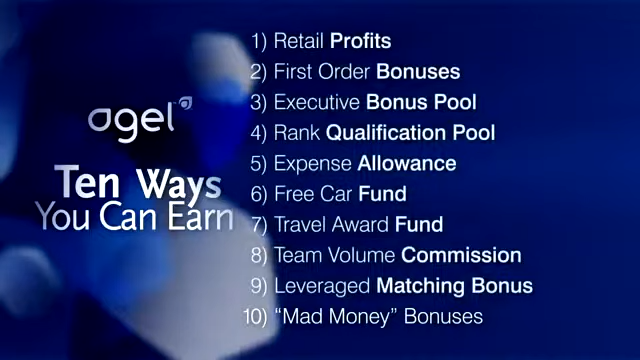 agel
Ten Ways
You Can Earn
1) Retail Profits
2) First Order Bonuses
3) Executive Bonus Pool
4) Rank Qualification Pool
5) Expense Allowance
6) Free Car Fund
7) Travel Award Fund
8) Team Volume Commission
9) Leveraged Matching Bonus
10) “Mad Money” Bonuses